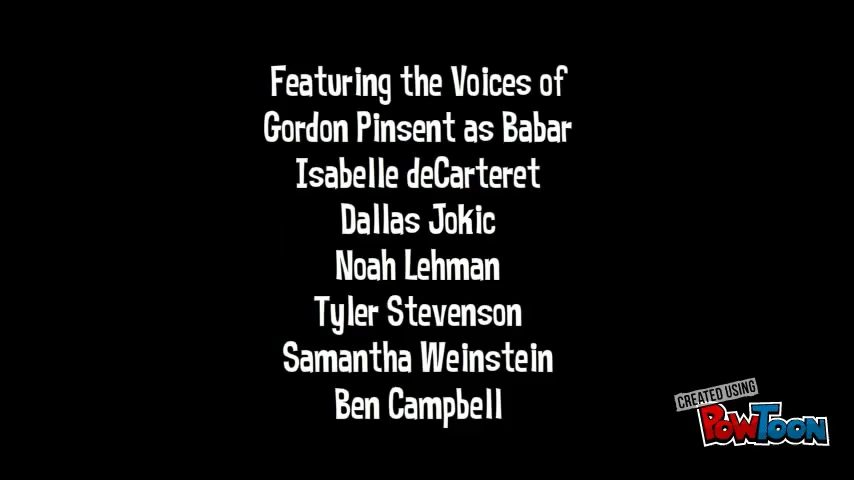 Featuring the Voices of
Gordon Pinsent as Babar
Isabelle deCarteret
Dallas Jokic
Noah Lehman
Tyler Stevenson
Samantha Weinstein
Ben Campbell
CREATED USING
POWTOON